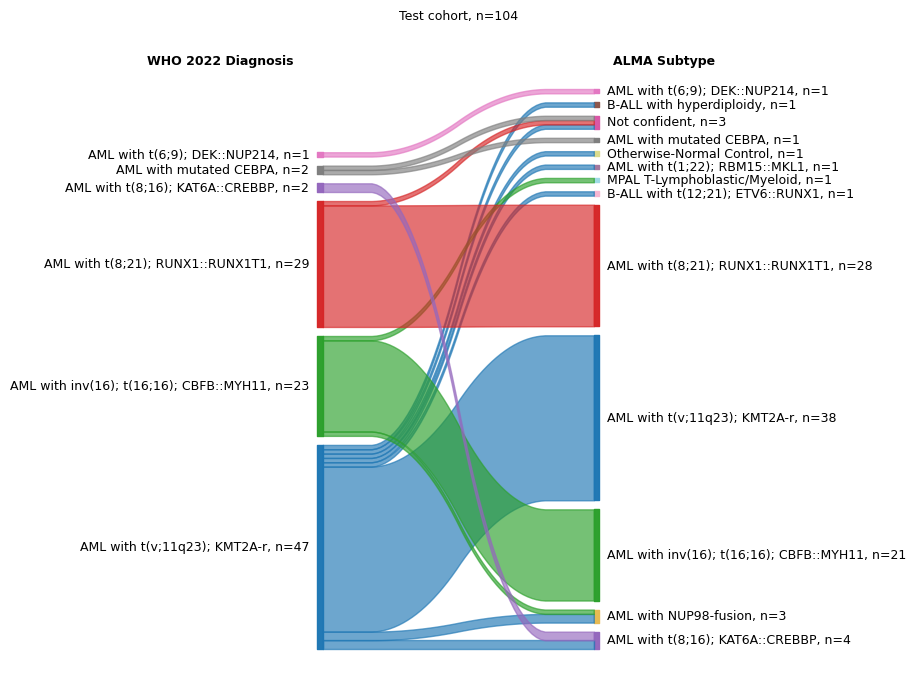 Test cohort, n=104
WHO 2022 Diagnosis
ALMA Subtype
AML with t(6;9); DEK::NUP214, n=1
AML with mutated CEBPA, n=2
AML with t(8;16); KAT6A::CREBBP, n=2
AML with t(8;21); RUNX1::RUNX1T1, n=29
AML with inv(16); t(16;16); CBFB::MYH11, n=23
AML with t(v;11q23); KMT2A-r, n=47
AML with t(6;9); DEK::NUP214, n=1
B-ALL with hyperdiploidy, n=1
Not confident, n=3
AML with mutated CEBPA, n=1
Otherwise-Normal Control, n=1
AML with t(1;22); RBM15::MKL1, n=1
MPAL T-Lymphoblastic/Myeloid, n=1
B-ALL with t(12;21); ETV6::RUNX1, n=1
AML with t(8;21); RUNX1::RUNX1T1, n=28
AML with t(v;11q23); KMT2A-r, n=38
AML with inv(16); t(16;16); CBFB::MYH11, n=21
AML with NUP98-fusion, n=3
AML with t(8;16); KAT6A::CREBBP, n=4